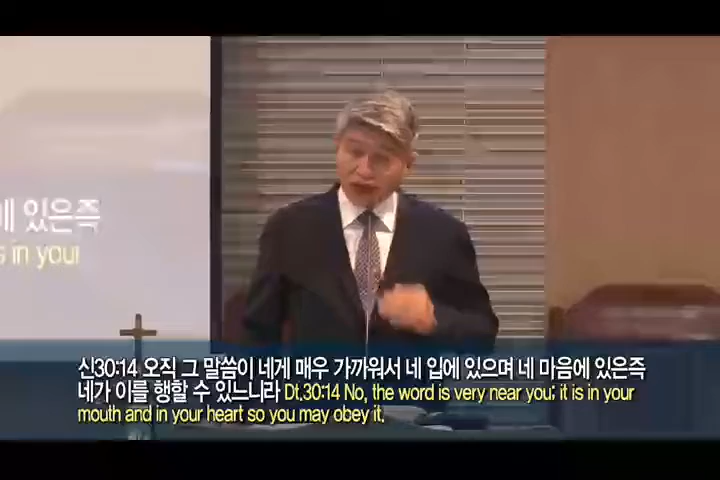 에 있은즉
s in your
신30:14 오직 그 말씀이 네게 매우 가까워서 네 입에 있으며 네 마음에 있은즉
네가 이를 행할 수 있느니라 Dt.30:14 No, the word is very near you; it is in your
mouth and in your heart so you may obey it.